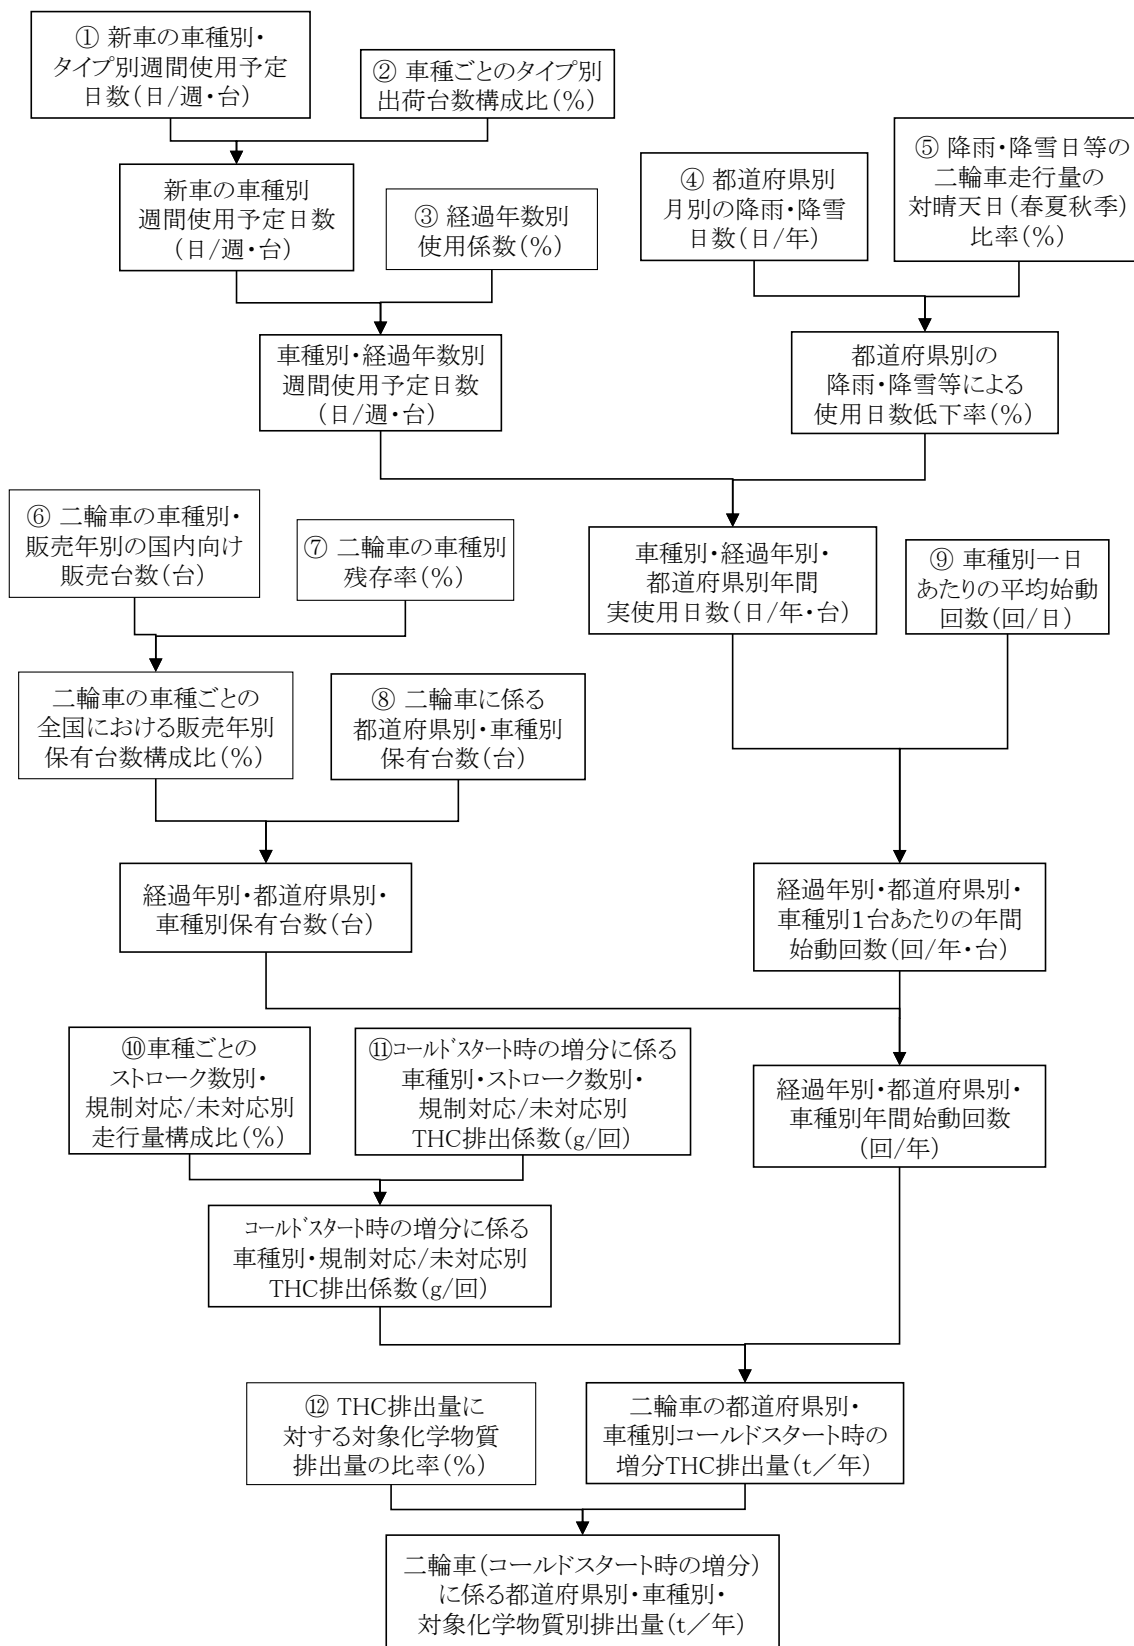 ① 新車の車種別・
タイプ別週間使用予定
日数(日/週・台)
② 車種ごとのタイプ別
出荷台数構成比(%)
新車の車種別
週間使用予定日数
(日/週・台)
③ 経過年数別
使用係数(%)
④ 都道府県別
月別の降雨・降雪
日数(日/年)
⑤ 降雨・降雪日等の
二輪車走行量の
対晴天日(春夏秋季)
比率(%)
車種別・経過年数別
週間使用予定日数
(日/週・台)
都道府県別の
降雨・降雪等による
使用日数低下率(%)
⑥ 二輪車の車種別・
販売年別の国内向け
販売台数(台)
⑦ 二輪車の車種別
残存率(%)
車種別・経過年別・
都道府県別年間
実使用日数(日/年・台)
⑨ 車種別一日
あたりの平均始動
回数(回/日)
二輪車の車種ごとの
全国における販売年別
保有台数構成比(%)
⑧ 二輪車に係る
都道府県別・車種別
保有台数(台)
経過年別・都道府県別・
車種別保有台数(台)
経過年別・都道府県別・
車種別1台あたりの年間
始動回数(回/年・台)
⑩車種ごとの
ストローク数別・
規制対応/未対応別
走行量構成比(%)
⑪コールドスタート時の増分に係る
車種別・ストローク数別・
規制対応/未対応別
THC排出係数(g/回)
経過年別・都道府県別・
車種別年間始動回数
(回/年)
コールドスタート時の増分に係る
車種別・規制対応/未対応別
THC排出係数(g/回)
⑫ THC排出量に
対する対象化学物質
排出量の比率(%)
二輪車の都道府県別・
車種別コールドスタート時の
増分THC排出量(t/年)
二輪車(コールドスタート時の増分)
に係る都道府県別・車種別・
対象化学物質別排出量(t/年)